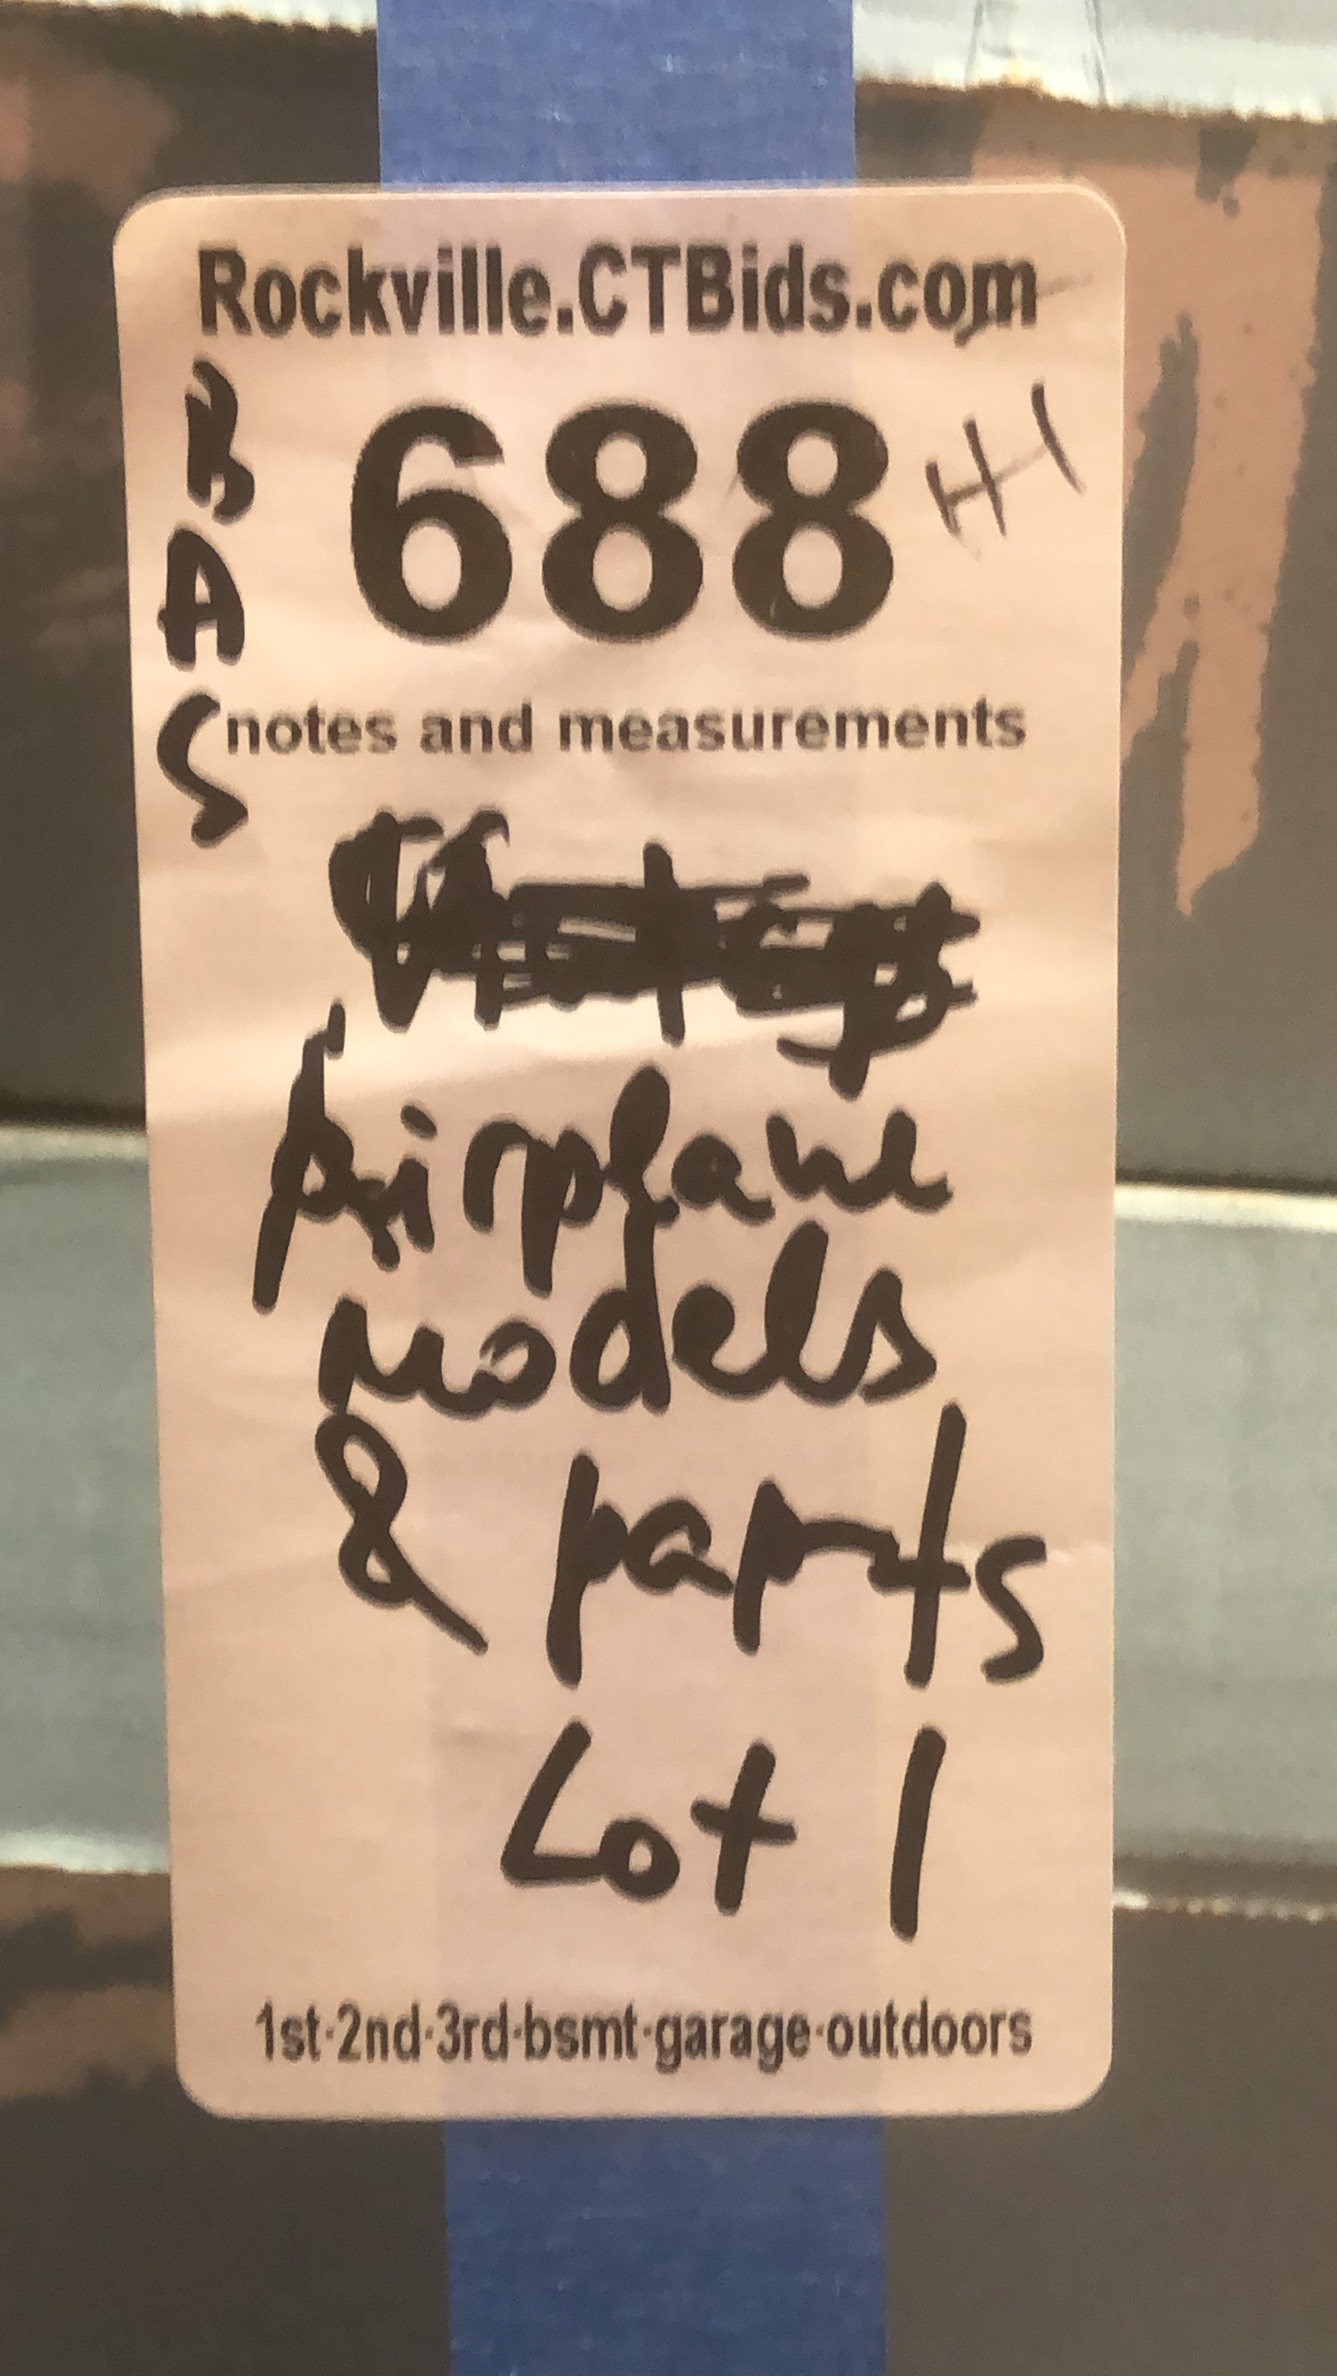 Rockville.CTBids.com
BAS
688 H1
notes and measurements
Airplane
models
& parts
Lot 1
1st·2nd·3rd·bsmt·garage·outdoors